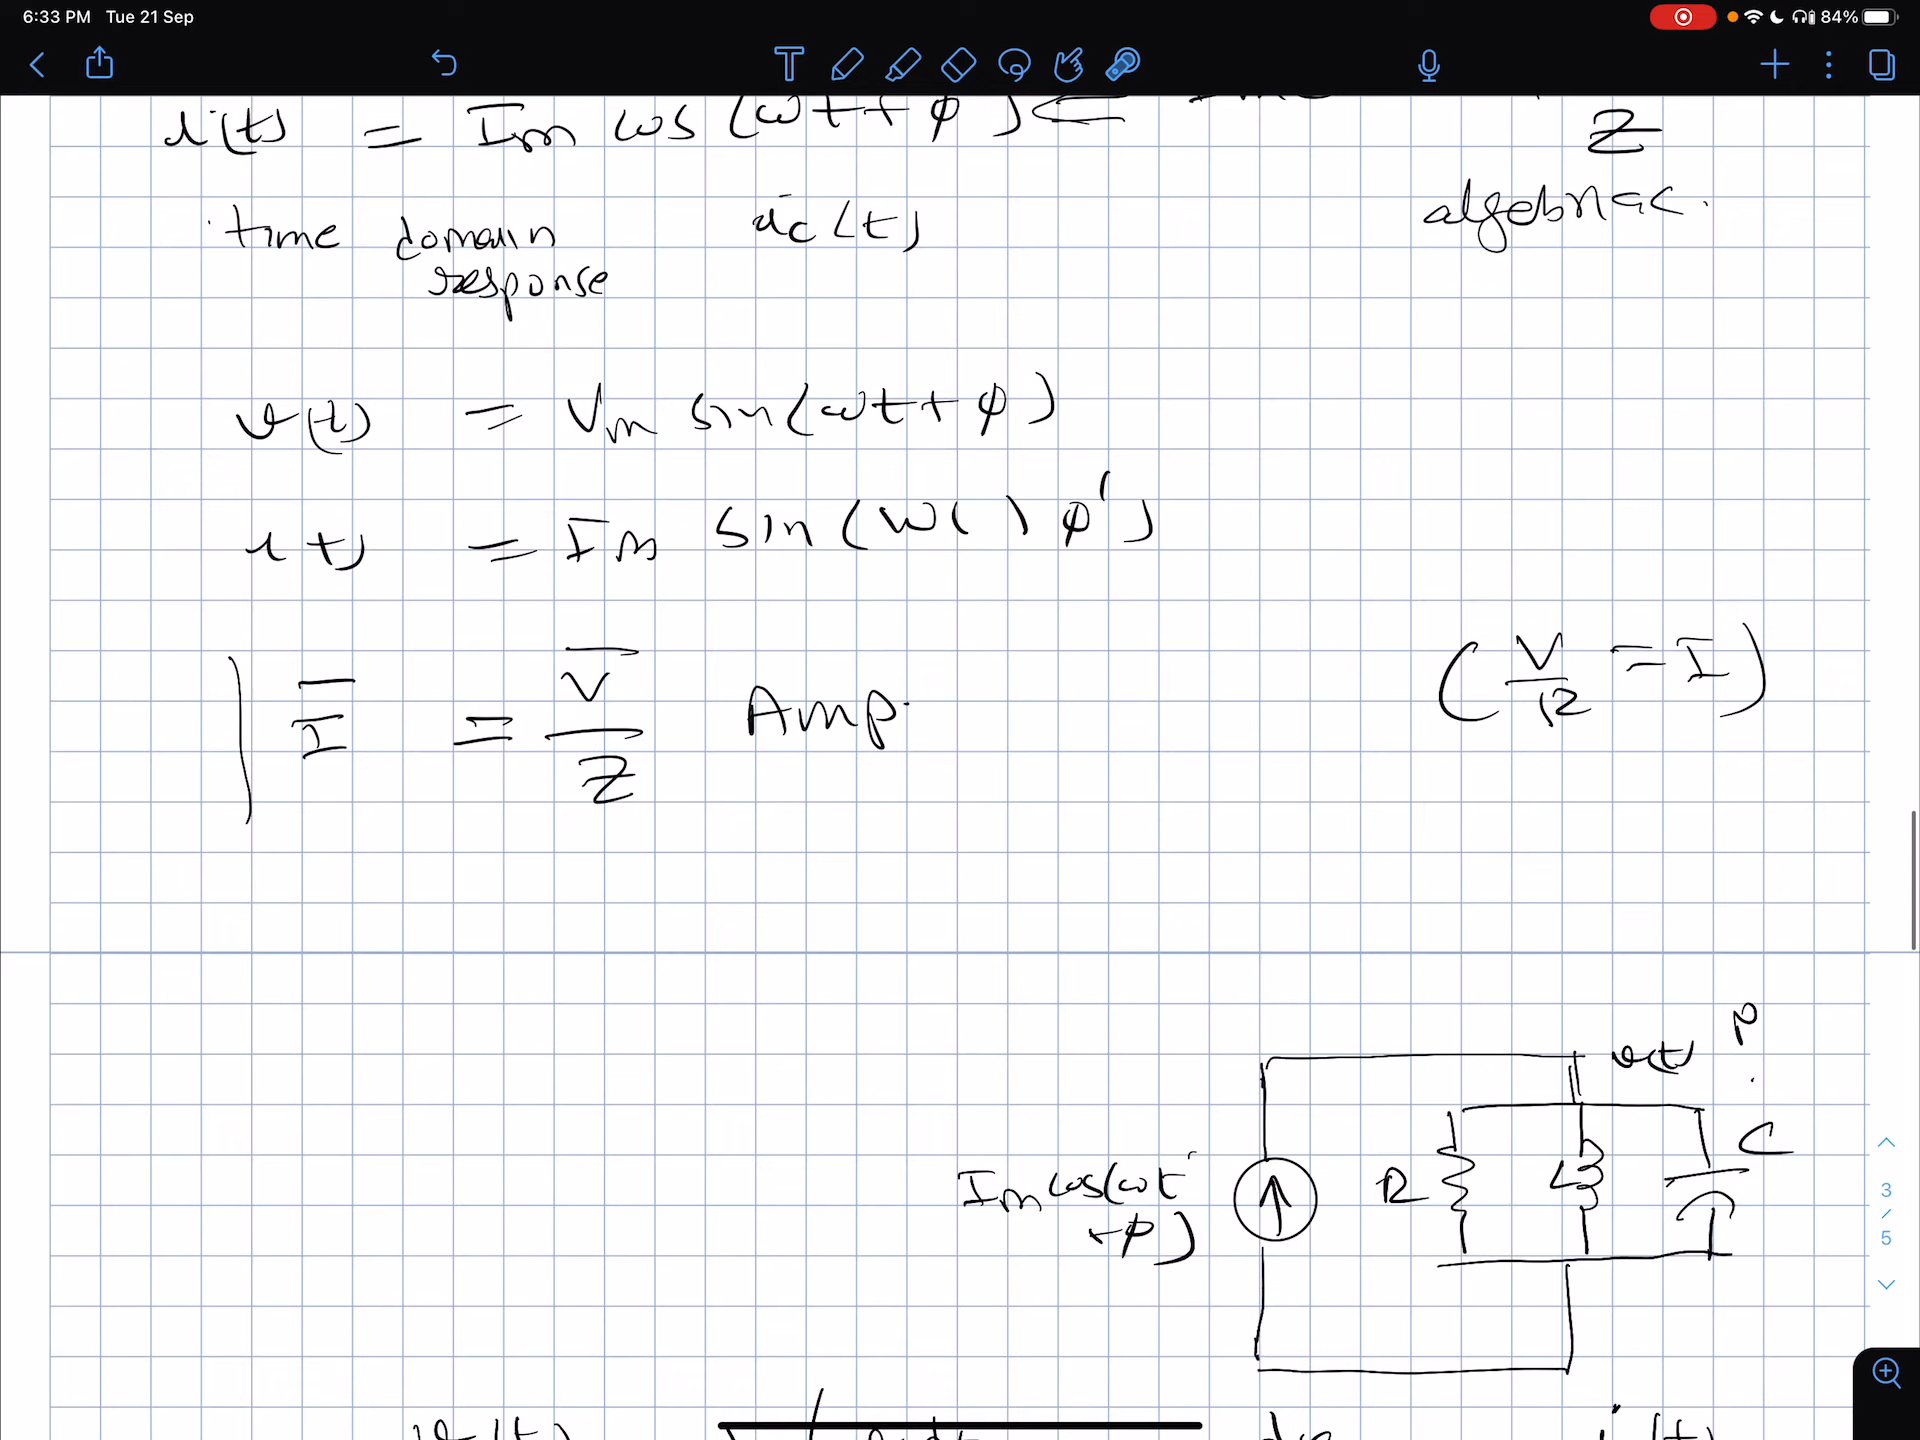 6:33 PM Tue 21 Sep
84%
i(t) = Im cos (ωt + φ) ⇐
Z
time domain
response
ic(t)
algebraic.
v(t) = Vm sin(ωt + φ)
i(t) = Im sin(ω( ) φ')
I = V / Z Amp.
(V/R = I)
v(t) ?
Im cos(ωt
+φ)
R L C
3
/
5